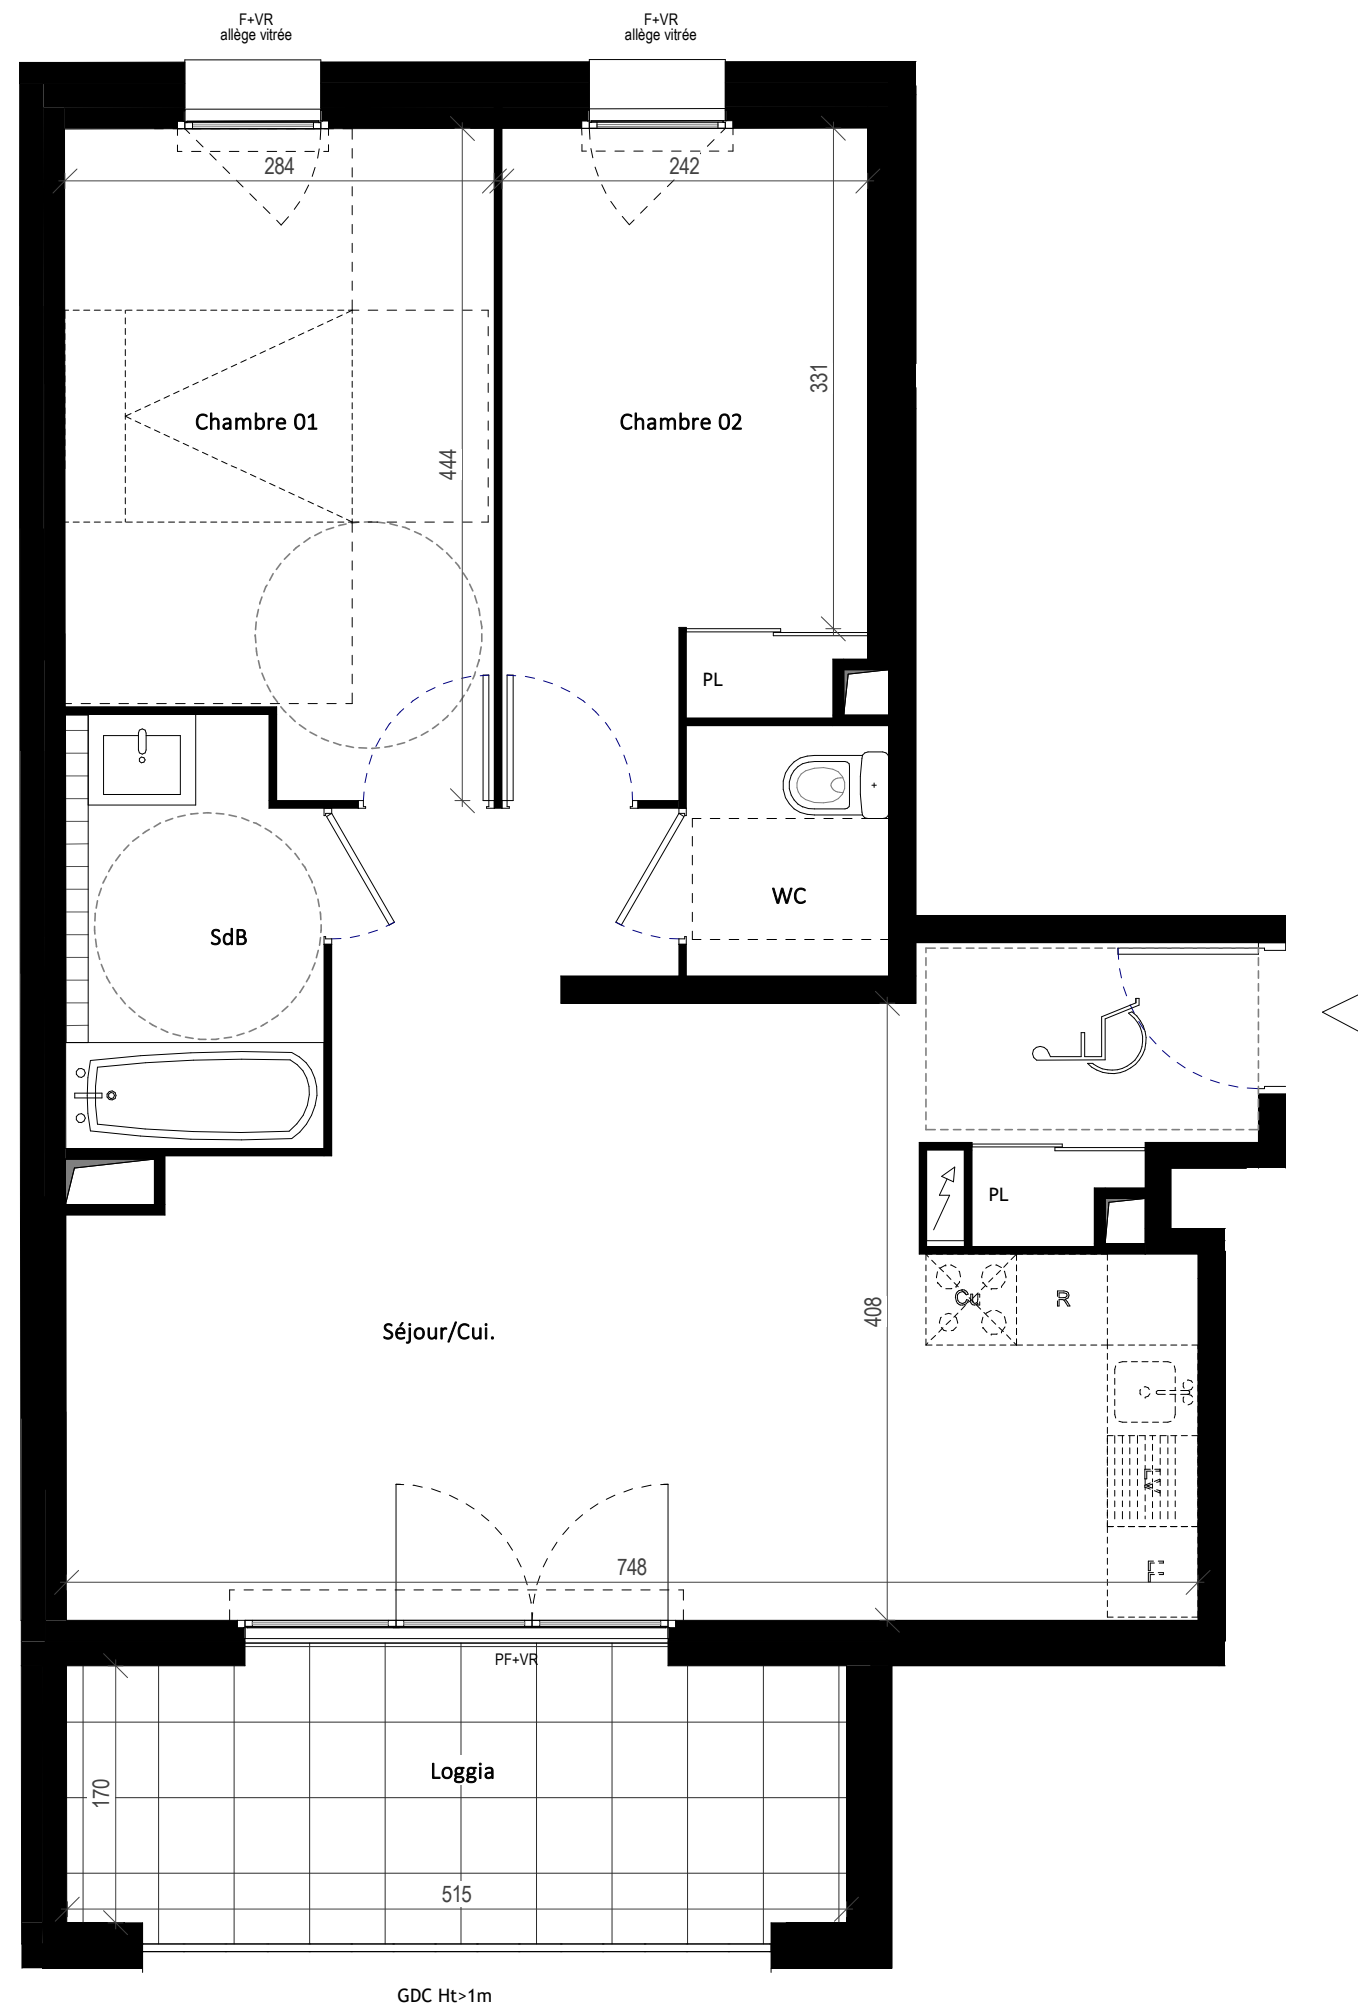 F+VR
allège vitrée
F+VR
allège vitrée
284
242
331
Chambre 01
Chambre 02
444
PL
WC
SdB
PL
Cu
R
408
Séjour/Cui.
F
748
PF+VR
Loggia
170
515
GDC Ht>1m